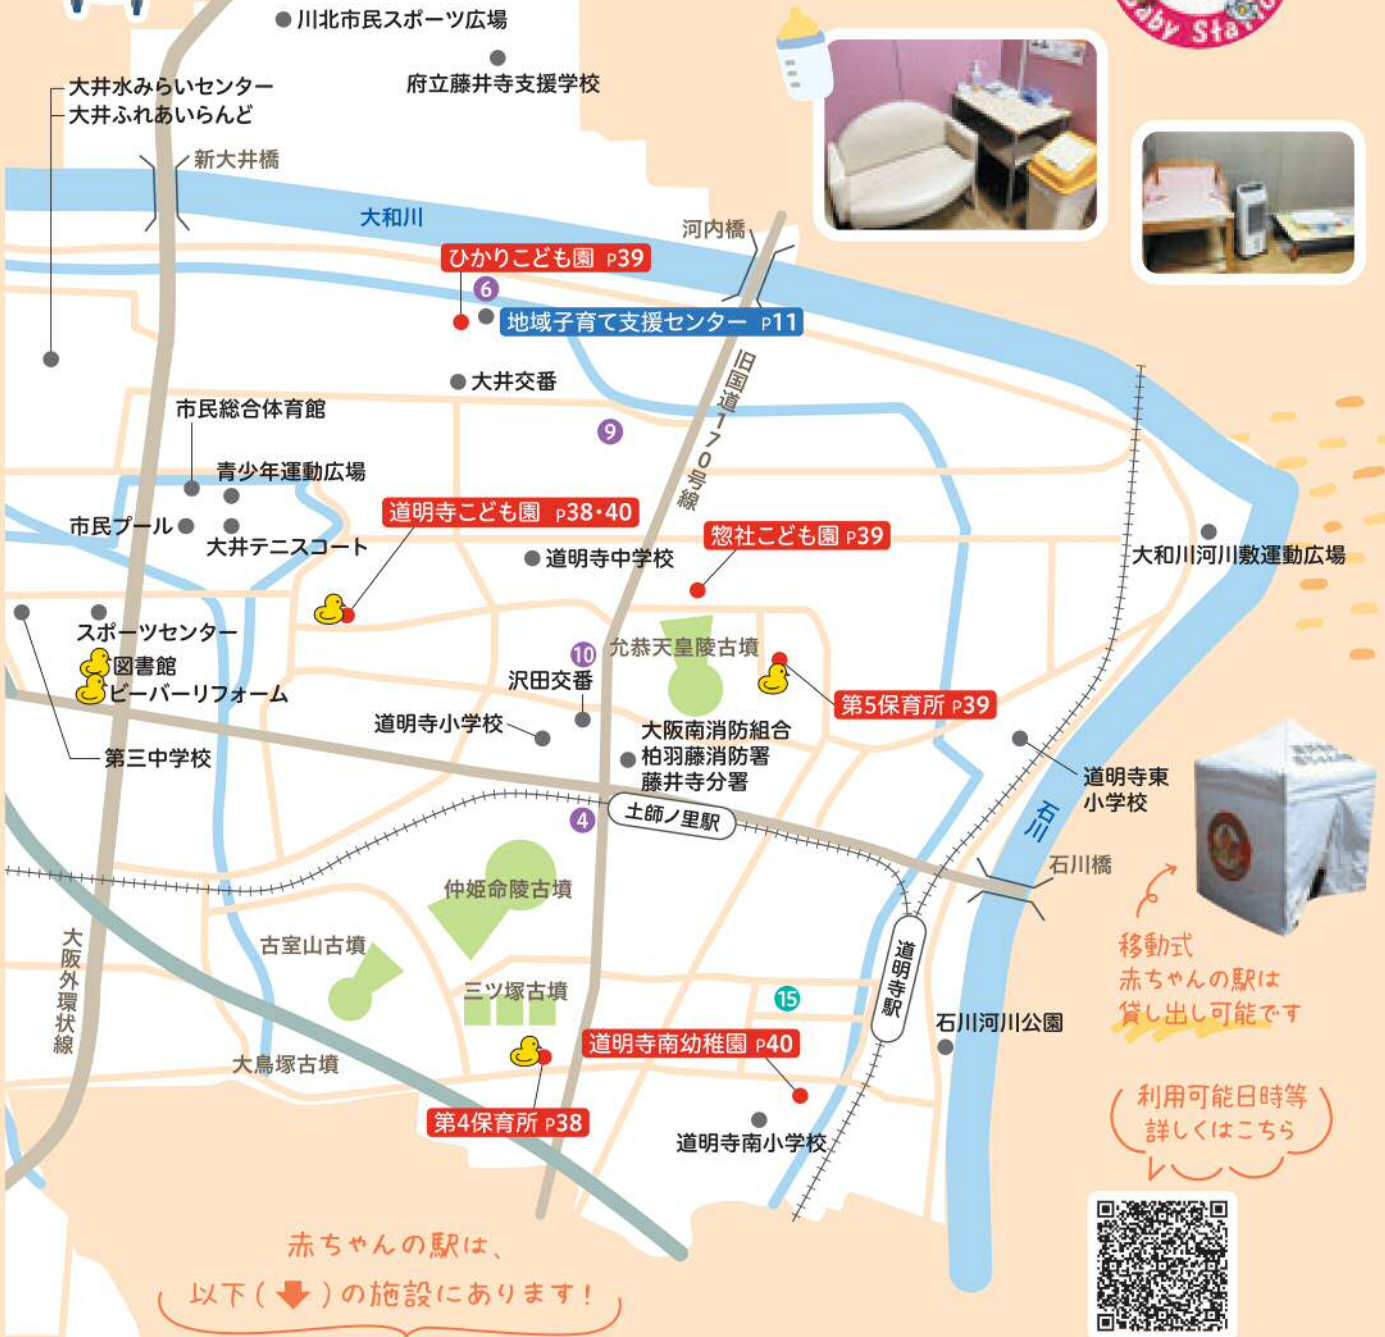 Baby Station
川北市民スポーツ広場
府立藤井寺支援学校
大井水みらいセンター
大井ふれあいらんど
新大井橋
大和川
河内橋
ひかりこども園 P39
6
地域子育て支援センター P11
旧国道170号線
大井交番
市民総合体育館
9
青少年運動広場
市民プール
大井テニスコート
道明寺こども園 P38・40
惣社こども園 P39
道明寺中学校
大和川河川敷運動広場
スポーツセンター
図書館
ビーバーリフォーム
第三中学校
10
允恭天皇陵古墳
沢田交番
道明寺小学校
第5保育所 P39
大阪南消防組合
柏羽藤消防署
藤井寺分署
道明寺東
小学校
石川
4
土師ノ里駅
石川橋
仲姫命陵古墳
古室山古墳
大阪外環状線
三ツ塚古墳
大鳥塚古墳
15
道明寺駅
石川河川公園
道明寺南幼稚園 P40
第4保育所 P38
道明寺南小学校
移動式
赤ちゃんの駅は
貸し出し可能です
利用可能日時等
詳しくはこちら
赤ちゃんの駅は、
以下(⬇)の施設にあります!